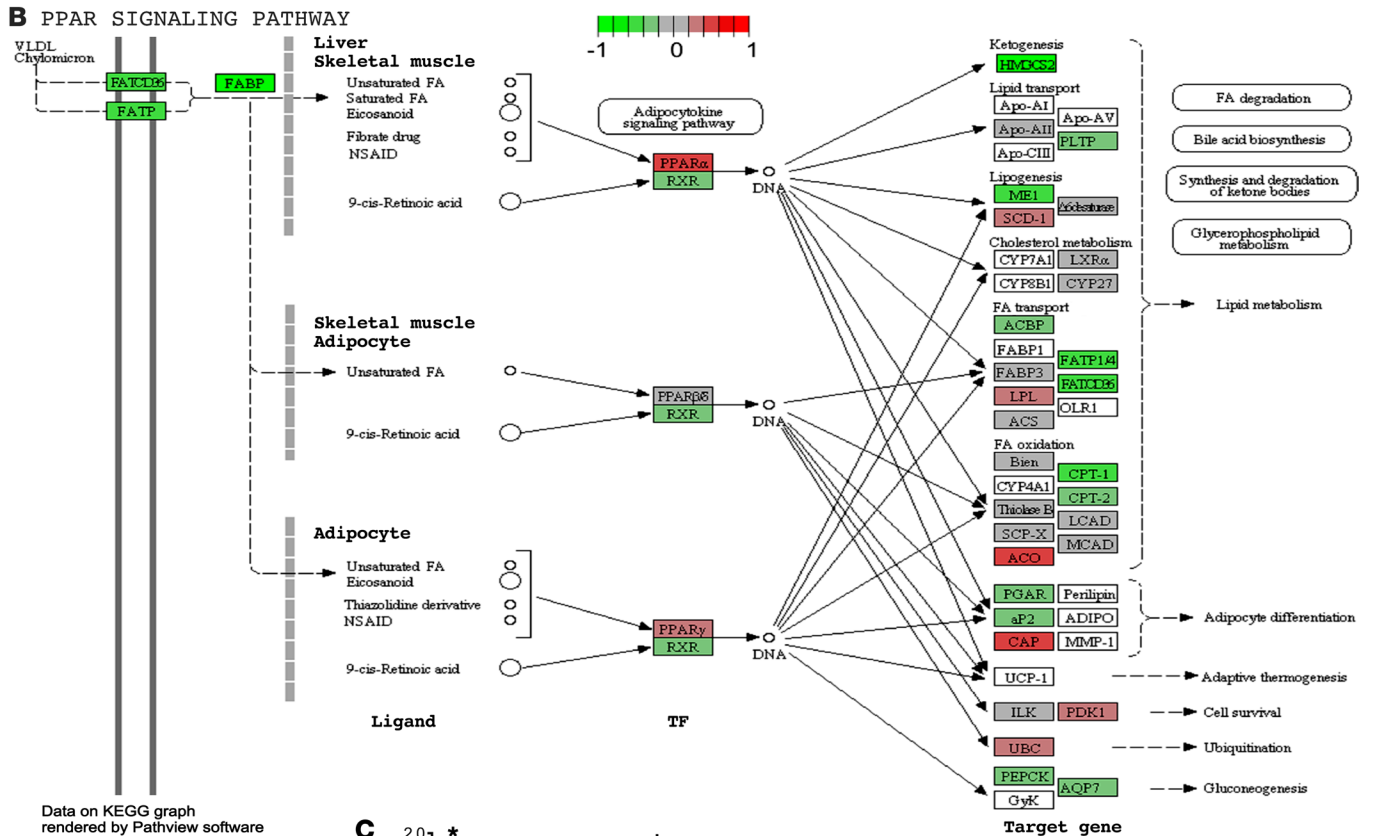 B PPAR SIGNALING PATHWAY
-1 0 1
VLDL
Chylomicron
FATCD36
FATP
FABP
Liver
Skeletal muscle
Unsaturated FA
Saturated FA
Eicosanoid
Fibrate drug
NSAID
9-cis-Retinoic acid
Adipocytokine
signaling pathway
PPARα
RXR
DNA
Skeletal muscle
Adipocyte
Unsaturated FA
9-cis-Retinoic acid
PPARβ/δ
RXR
DNA
Adipocyte
Unsaturated FA
Eicosanoid
Thiazolidine derivative
NSAID
9-cis-Retinoic acid
PPARγ
RXR
DNA
Ligand
TF
Ketogenesis
HMGCS2
Lipid transport
Apo-AI
Apo-AV
Apo-AII
PLTP
Apo-CIII
Lipogenesis
ME1
SCD-1
Cholesterol metabolism
CYP7A1 LXRα
CYP8B1 CYP27
FA transport
ACBP
FABP1
FATP1/4
FABP3
FATCD36
LPL
OLR1
ACS
FA oxidation
Bien
CPT-1
CYP4A1
CPT-2
Thiolase B
LCAD
SCP-X
MCAD
ACO
PGAR Perilipin
aP2 ADIPO
CAP MMP-1
UCP-1
ILK PDK1
UBC
PEPCK
AQP7
GyK
Target gene
FA degradation
Bile acid biosynthesis
Synthesis and degradation
of ketone bodies
Glycerophospholipid
metabolism
Lipid metabolism
Adipocyte differentiation
Adaptive thermogenesis
Cell survival
Ubiquitination
Gluconeogenesis
Data on KEGG graph
rendered by Pathview software
C 2.0 *